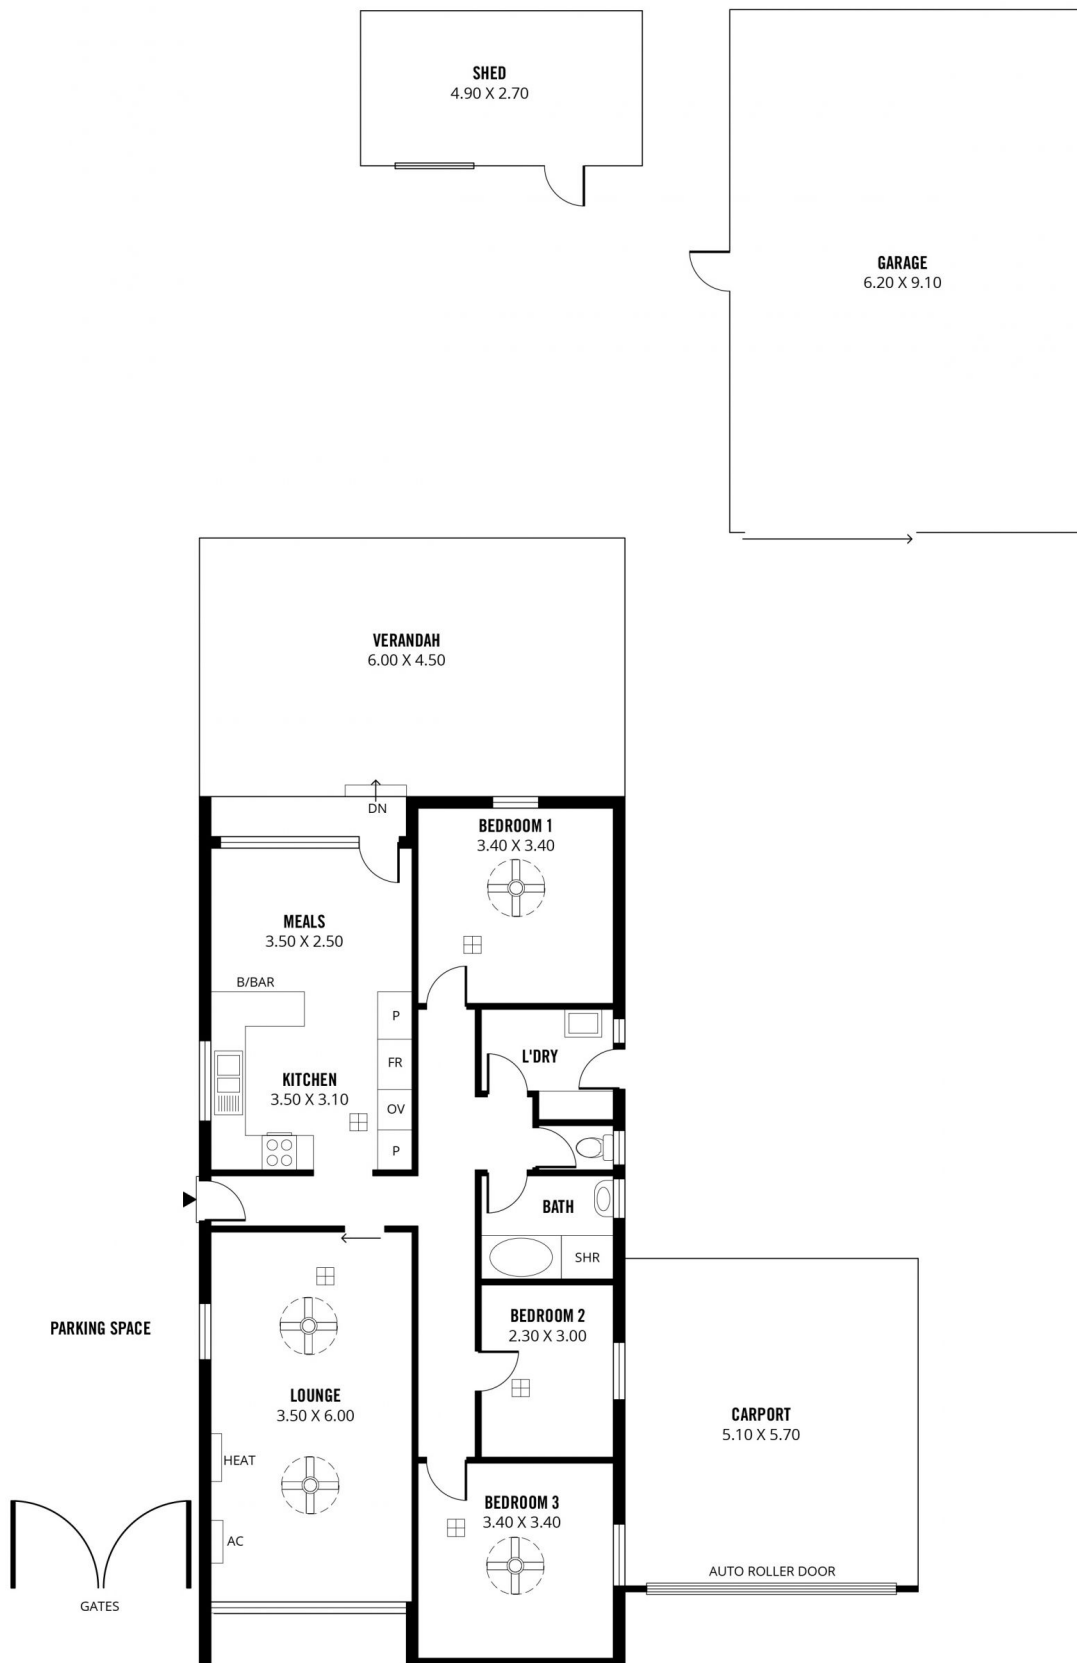 SHED
4.90 X 2.70
GARAGE
6.20 X 9.10
VERANDAH
6.00 X 4.50
DN
BEDROOM 1
3.40 X 3.40
MEALS
3.50 X 2.50
B/BAR
P
FR
OV
P
KITCHEN
3.50 X 3.10
L'DRY
BATH
SHR
BEDROOM 2
2.30 X 3.00
PARKING SPACE
LOUNGE
3.50 X 6.00
HEAT
AC
CARPORT
5.10 X 5.70
BEDROOM 3
3.40 X 3.40
AUTO ROLLER DOOR
GATES